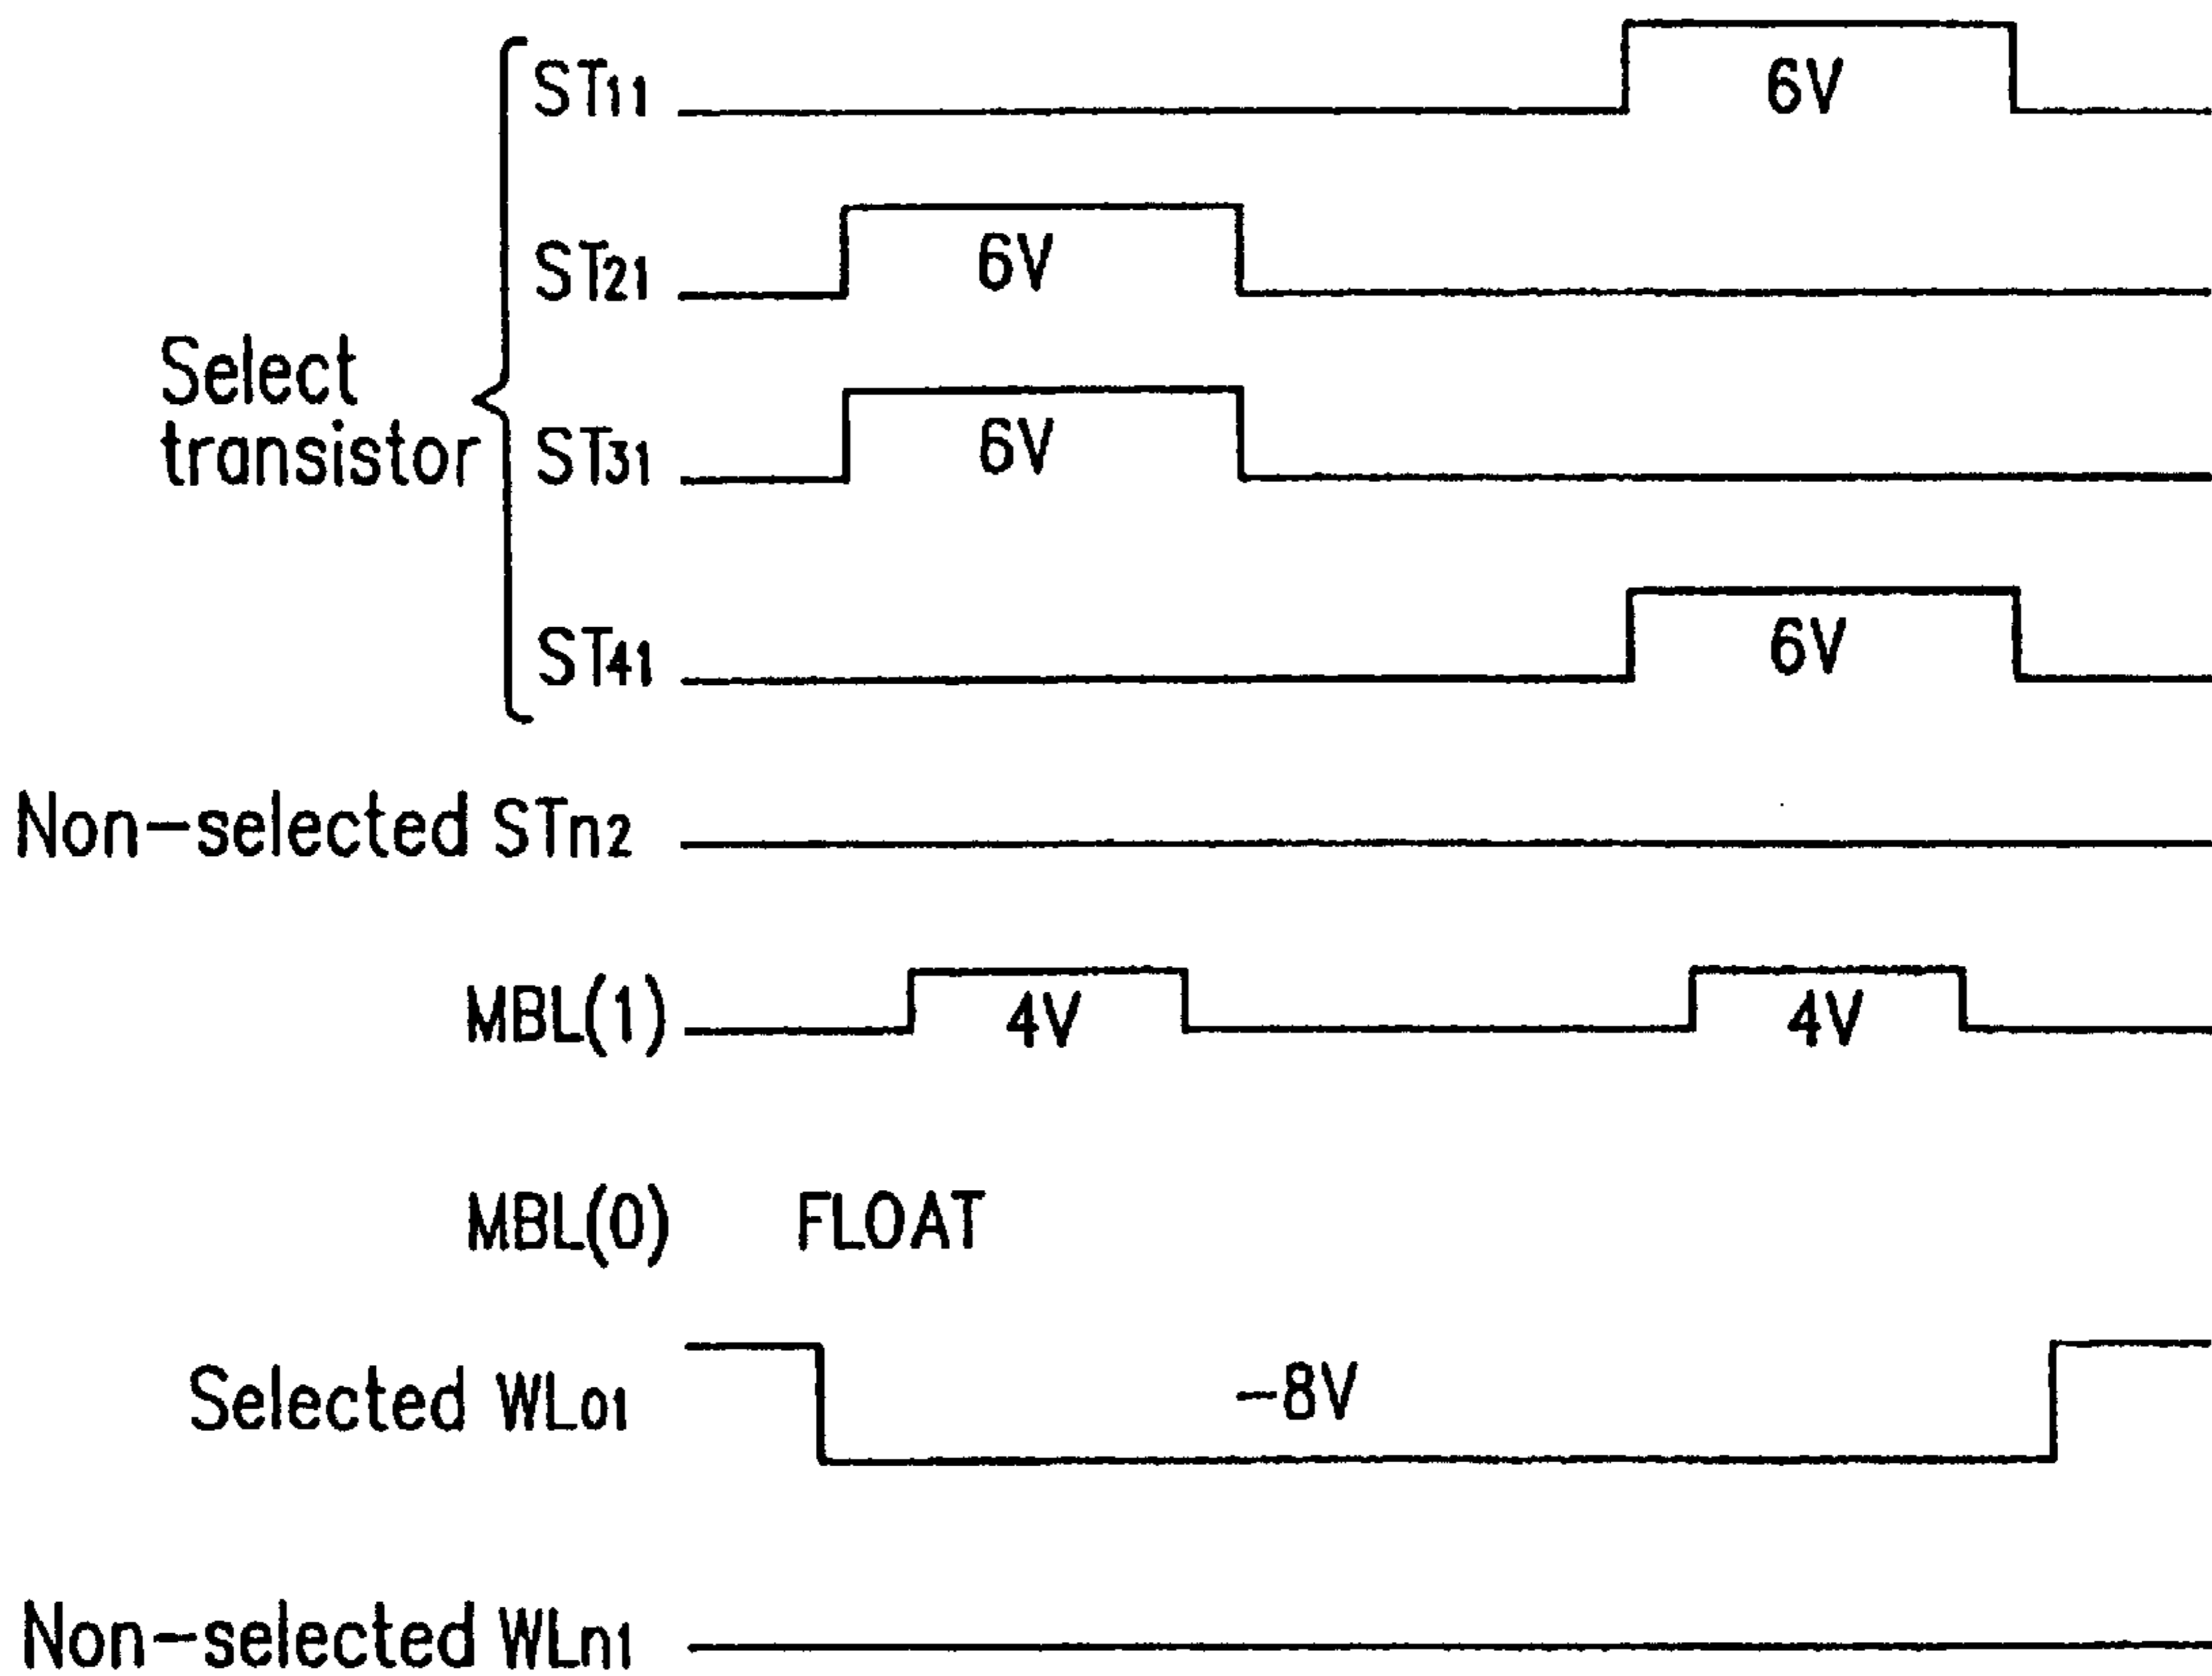 ST11
6V
ST21
6V
Select
transistor
ST31
6V
ST41
6V
Non-selected STn2
MBL(1)
4V
4V
MBL(0)
FLOAT
Selected WLo1
-8V
Non-selected WLn1